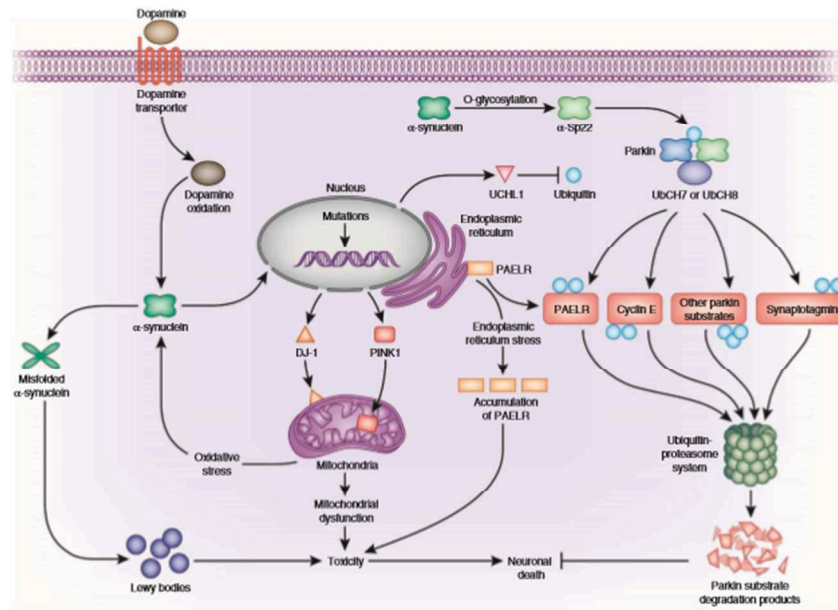 Dopamine
Dopamine
transporter
O-glycosylation
α-synuclein
α-Sp22
Parkin
UbCH7 or UbCH8
Dopamine
oxidation
Nucleus
Mutations
UCHL1
Ubiquitin
Endoplasmic
reticulum
PAELR
α-synuclein
DJ-1
PINK1
Endoplasmic
reticulum stress
PAELR
Cyclin E
Other parkin
substrates
Synaptotagmin
Misfolded
α-synuclein
Accumulation
of PAELR
Oxidative
stress
Mitochondria
Ubiquitin-
proteasome
system
Mitochondrial
dysfunction
Lewy bodies
Toxicity
Neuronal
death
Parkin substrate
degradation products